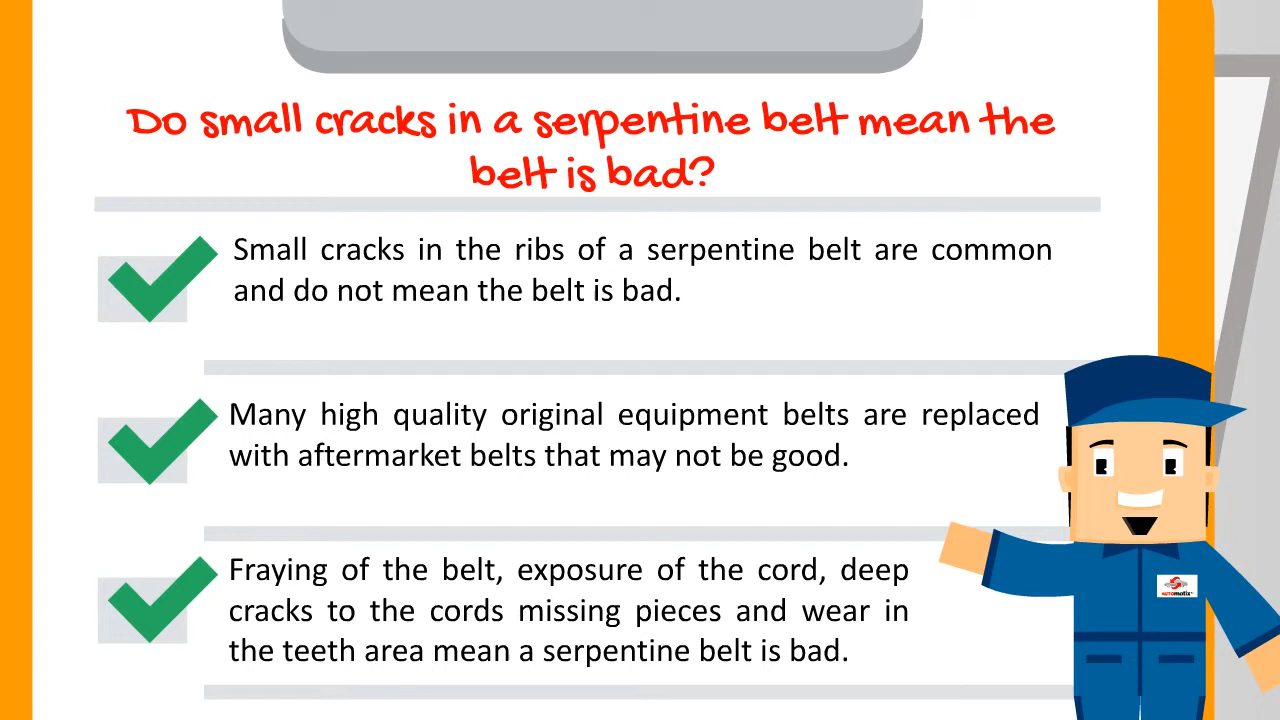 Do small cracks in a serpentine belt mean the
belt is bad?
Small cracks in the ribs of a serpentine belt are common
and do not mean the belt is bad.
Many high quality original equipment belts are replaced
with aftermarket belts that may not be good.
Fraying of the belt, exposure of the cord, deep
cracks to the cords missing pieces and wear in
the teeth area mean a serpentine belt is bad.
AUTOmotix